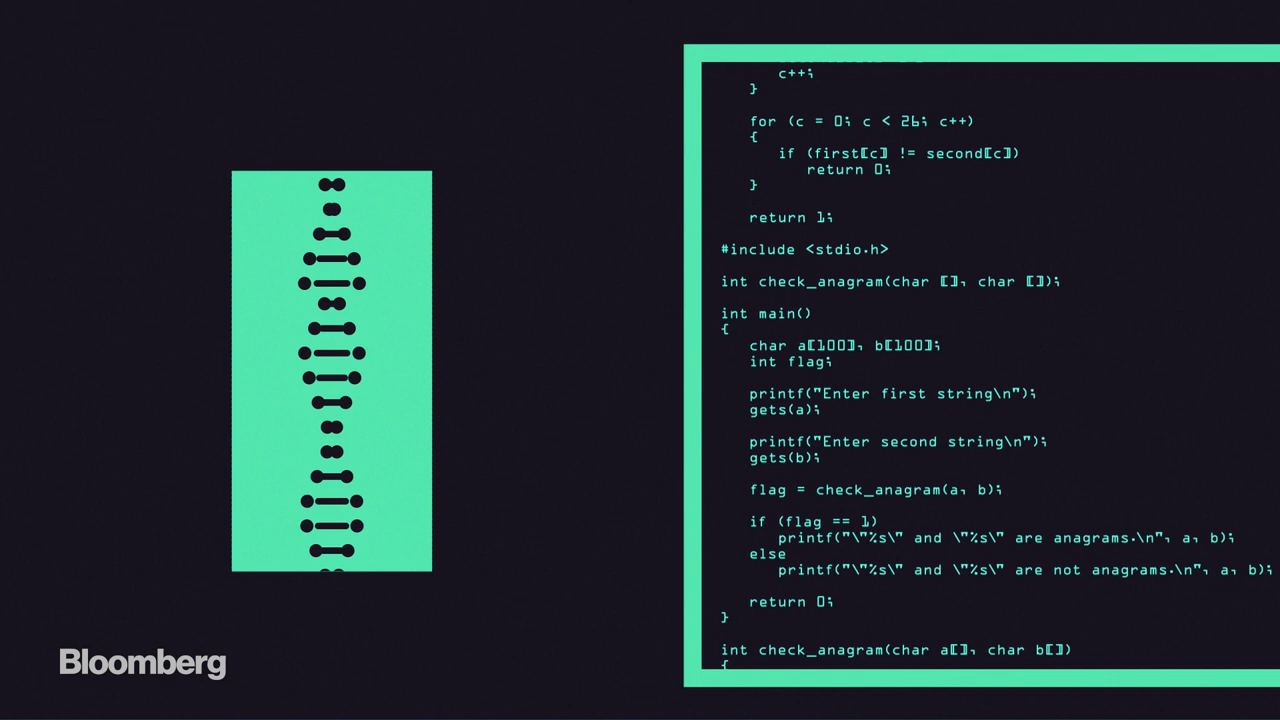 c++;
}
for (c = 0; c < 26; c++)
{
if (first[c] != second[c])
return 0;
}
return 1;
#include <stdio.h>
int check_anagram(char [], char []);
int main()
{
char a[100], b[100];
int flag;
printf("Enter first string\n");
gets(a);
printf("Enter second string\n");
gets(b);
flag = check_anagram(a, b);
if (flag == 1)
printf("\"%s\" and \"%s\" are anagrams.\n", a, b);
else
printf("\"%s\" and \"%s\" are not anagrams.\n", a, b);
return 0;
}
int check_anagram(char a[], char b[])
{
Bloomberg